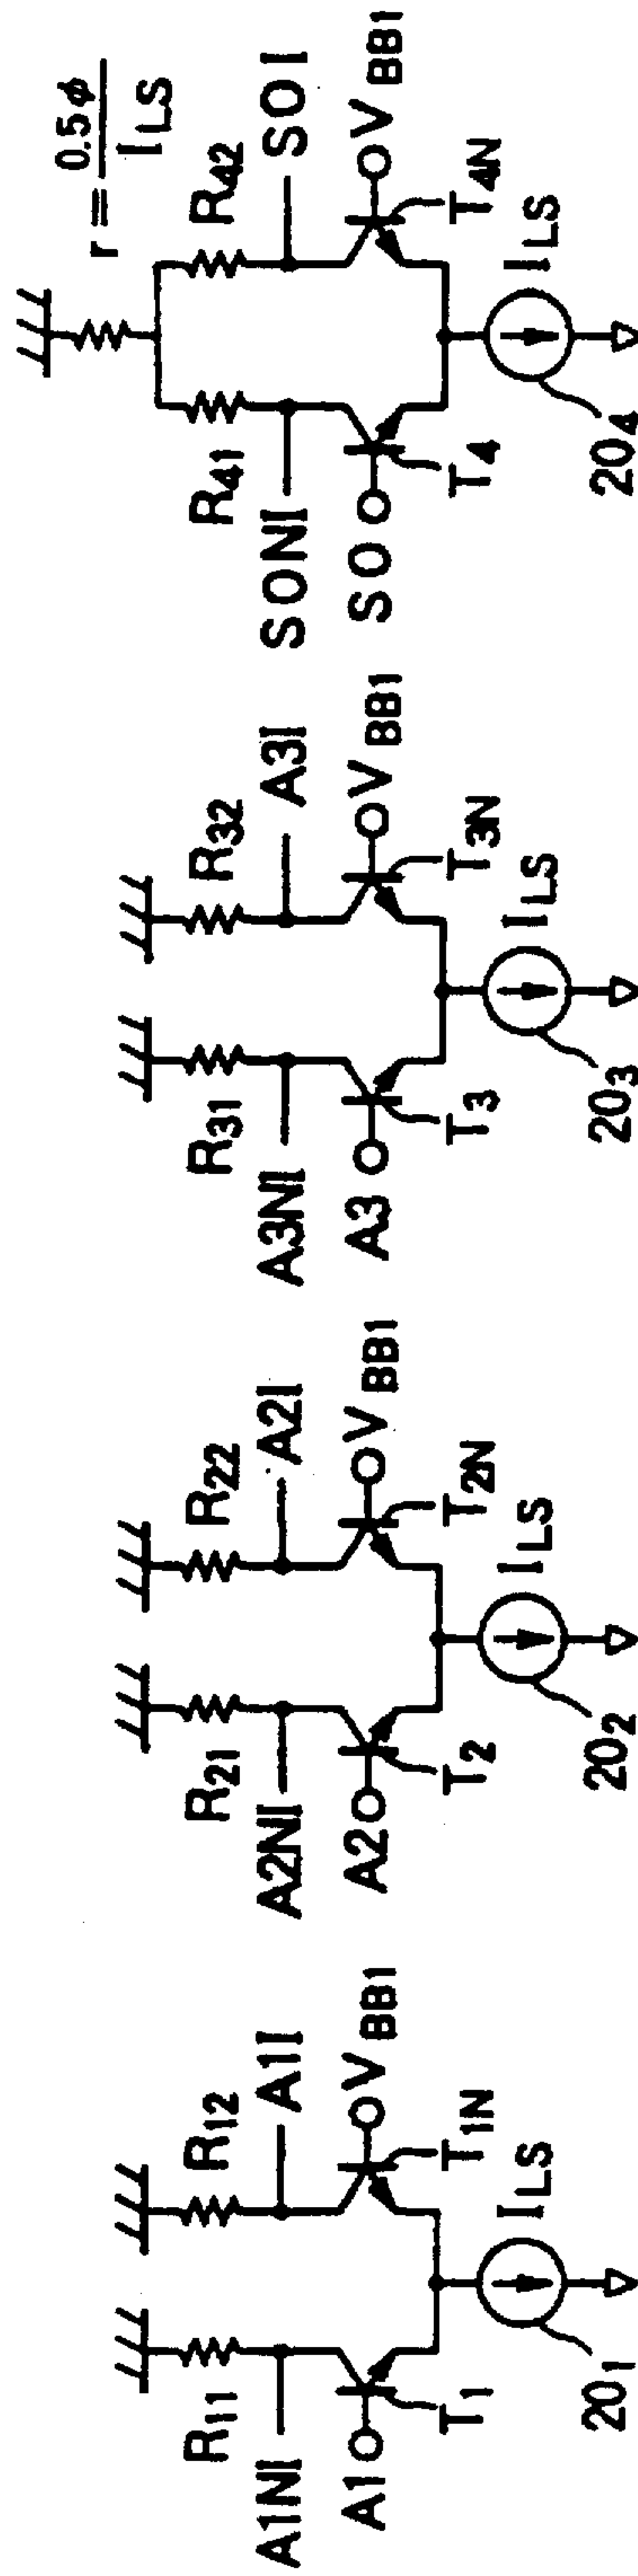 A1NI
R11
R12
A1I
A1
VBB1
T1
T1N
ILS
201
A2NI
R21
R22
A2I
A2
VBB1
T2
T2N
ILS
202
A3NI
R31
R32
A3I
A3
VBB1
T3
T3N
ILS
203
r = 0.5φ / ILS
SONI
R41
R42
SOI
SO
VBB1
T4
T4N
ILS
204